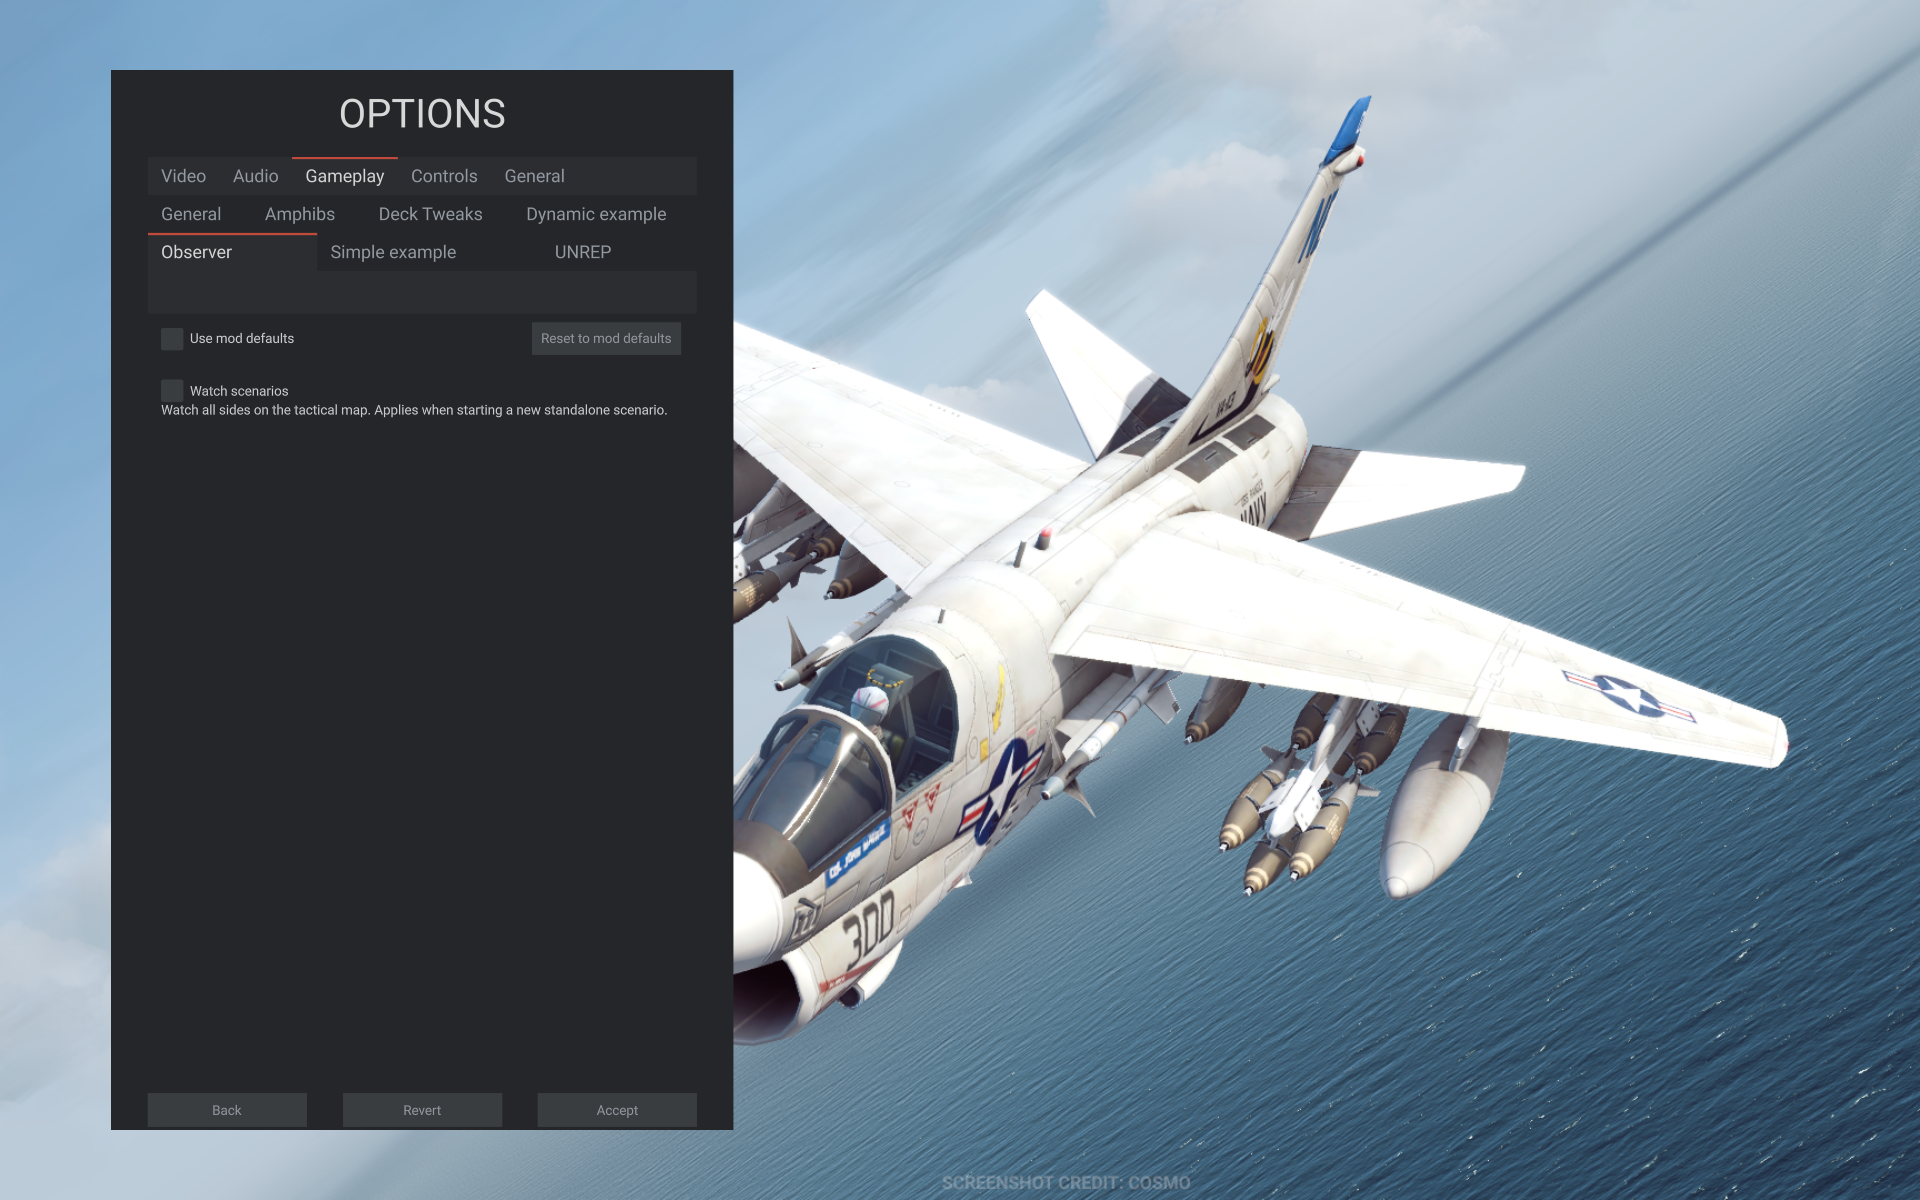 OPTIONS
Video Audio Gameplay Controls General
General Amphibs Deck Tweaks Dynamic example
Observer Simple example UNREP
Use mod defaults Reset to mod defaults
Watch scenarios
Watch all sides on the tactical map. Applies when starting a new standalone scenario.
NAVY
300
Back Revert Accept
SCREENSHOT CREDIT: COSMO